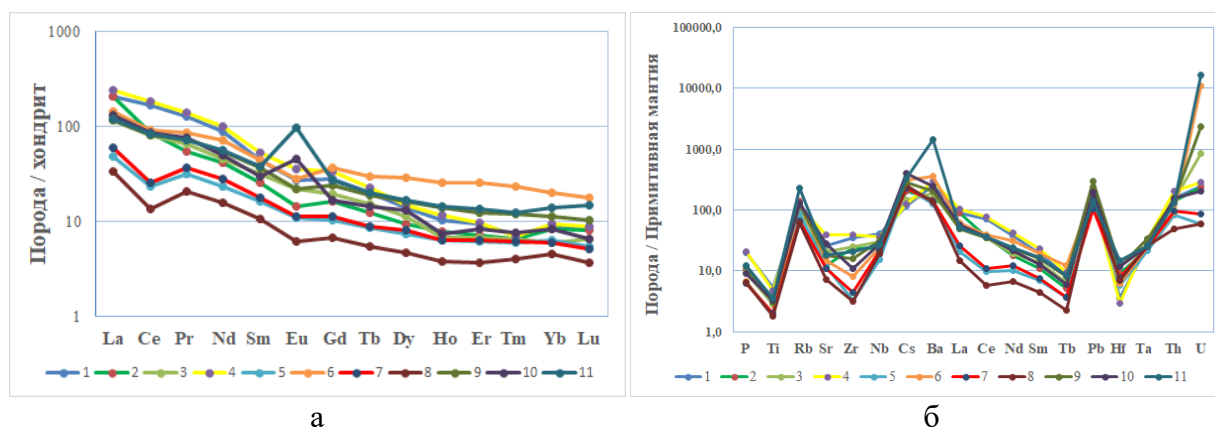 Порода / хондрит
1000
100
10
1
La Ce Pr Nd Sm Eu Gd Tb Dy Ho Er Tm Yb Lu
1 2 3 4 5 6 7 8 9 10 11
а
Порода / Примитивная мантия
100000,0
10000,0
1000,0
100,0
10,0
1,0
P Ti Rb Sr Zr Nb Cs Ba La Ce Nd Sm Tb Pb Hf Ta Th U
1 2 3 4 5 6 7 8 9 10 11
б